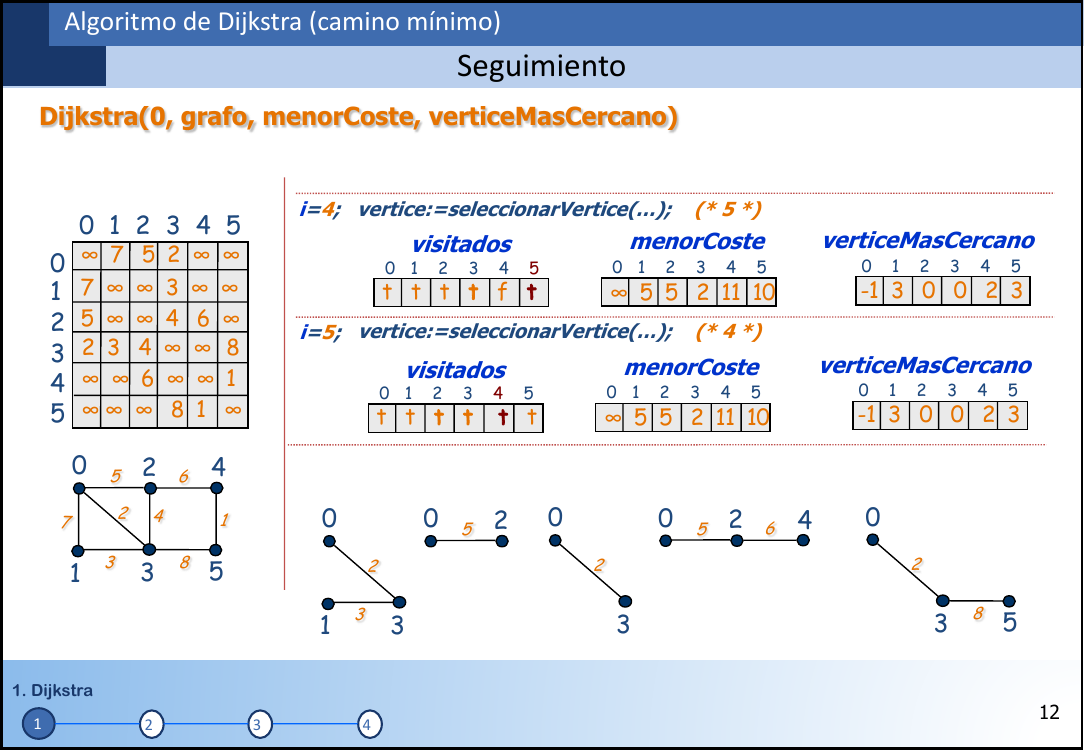 Algoritmo de Dijkstra (camino mínimo)
Seguimiento
Dijkstra(0, grafo, menorCoste, verticeMasCercano)
0 1 2 3 4 5
0 ∞ 7 5 2 ∞ ∞
1 7 ∞ ∞ 3 ∞ ∞
2 5 ∞ ∞ 4 6 ∞
3 2 3 4 ∞ ∞ 8
4 ∞ ∞ 6 ∞ ∞ 1
5 ∞ ∞ ∞ 8 1 ∞
0 5 2 6 4
7 2 4 1
1 3 3 8 5
i=4; vertice:=seleccionarVertice(...); (* 5 *)
visitados menorCoste verticeMasCercano
0 1 2 3 4 5 0 1 2 3 4 5 0 1 2 3 4 5
t t t t f t ∞ 5 5 2 11 10 -1 3 0 0 2 3
i=5; vertice:=seleccionarVertice(...); (* 4 *)
visitados menorCoste verticeMasCercano
0 1 2 3 4 5 0 1 2 3 4 5 0 1 2 3 4 5
t t t t t t ∞ 5 5 2 11 10 -1 3 0 0 2 3
0 0 5 2 0 0 5 2 6 4 0
2 2 2
1 3 3 3 3 8 5
1. Dijkstra
1 2 3 4
12